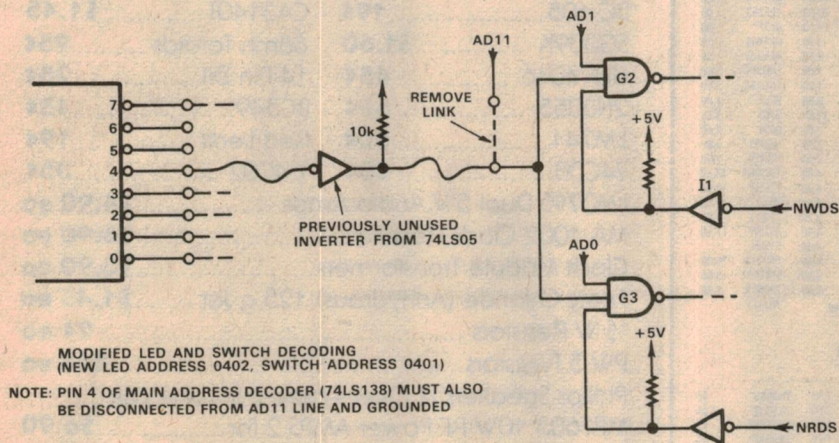 AD1
AD11
G2
REMOVE
LINK
10k
+5V
I1
NWDS
7
6
5
4
3
2
1
0
PREVIOUSLY UNUSED
INVERTER FROM 74LS05
AD0
G3
+5V
NRDS
MODIFIED LED AND SWITCH DECODING
(NEW LED ADDRESS 0402, SWITCH ADDRESS 0401)
NOTE: PIN 4 OF MAIN ADDRESS DECODER (74LS138) MUST ALSO
BE DISCONNECTED FROM AD11 LINE AND GROUNDED